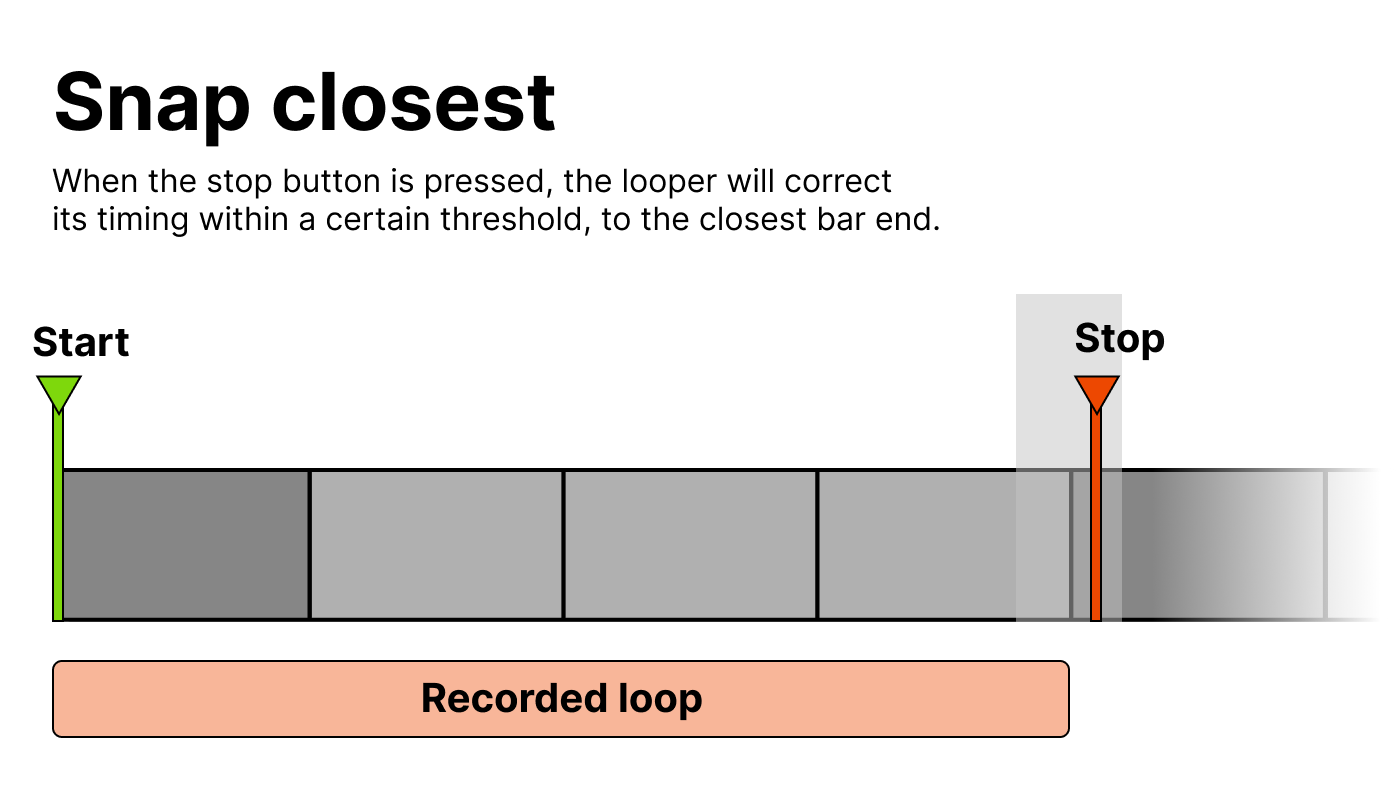 Snap closest
When the stop button is pressed, the looper will correct
its timing within a certain threshold, to the closest bar end.
Start
Stop
Recorded loop